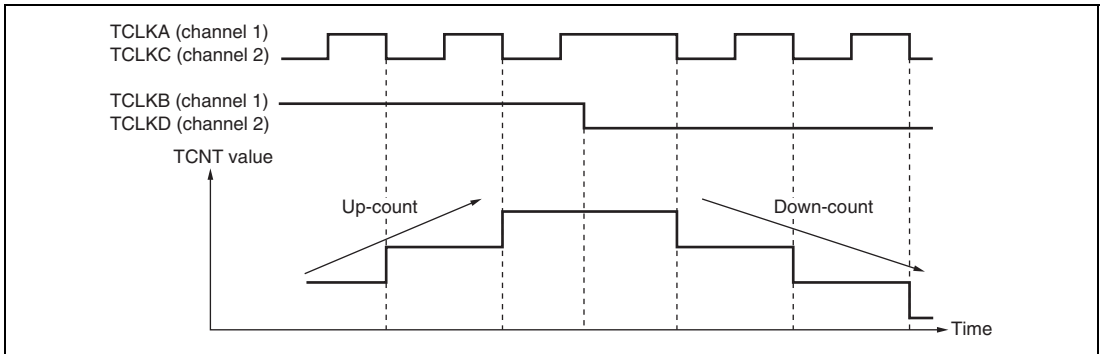 TCLKA (channel 1)
TCLKC (channel 2)
TCLKB (channel 1)
TCLKD (channel 2)
TCNT value
Up-count
Down-count
Time